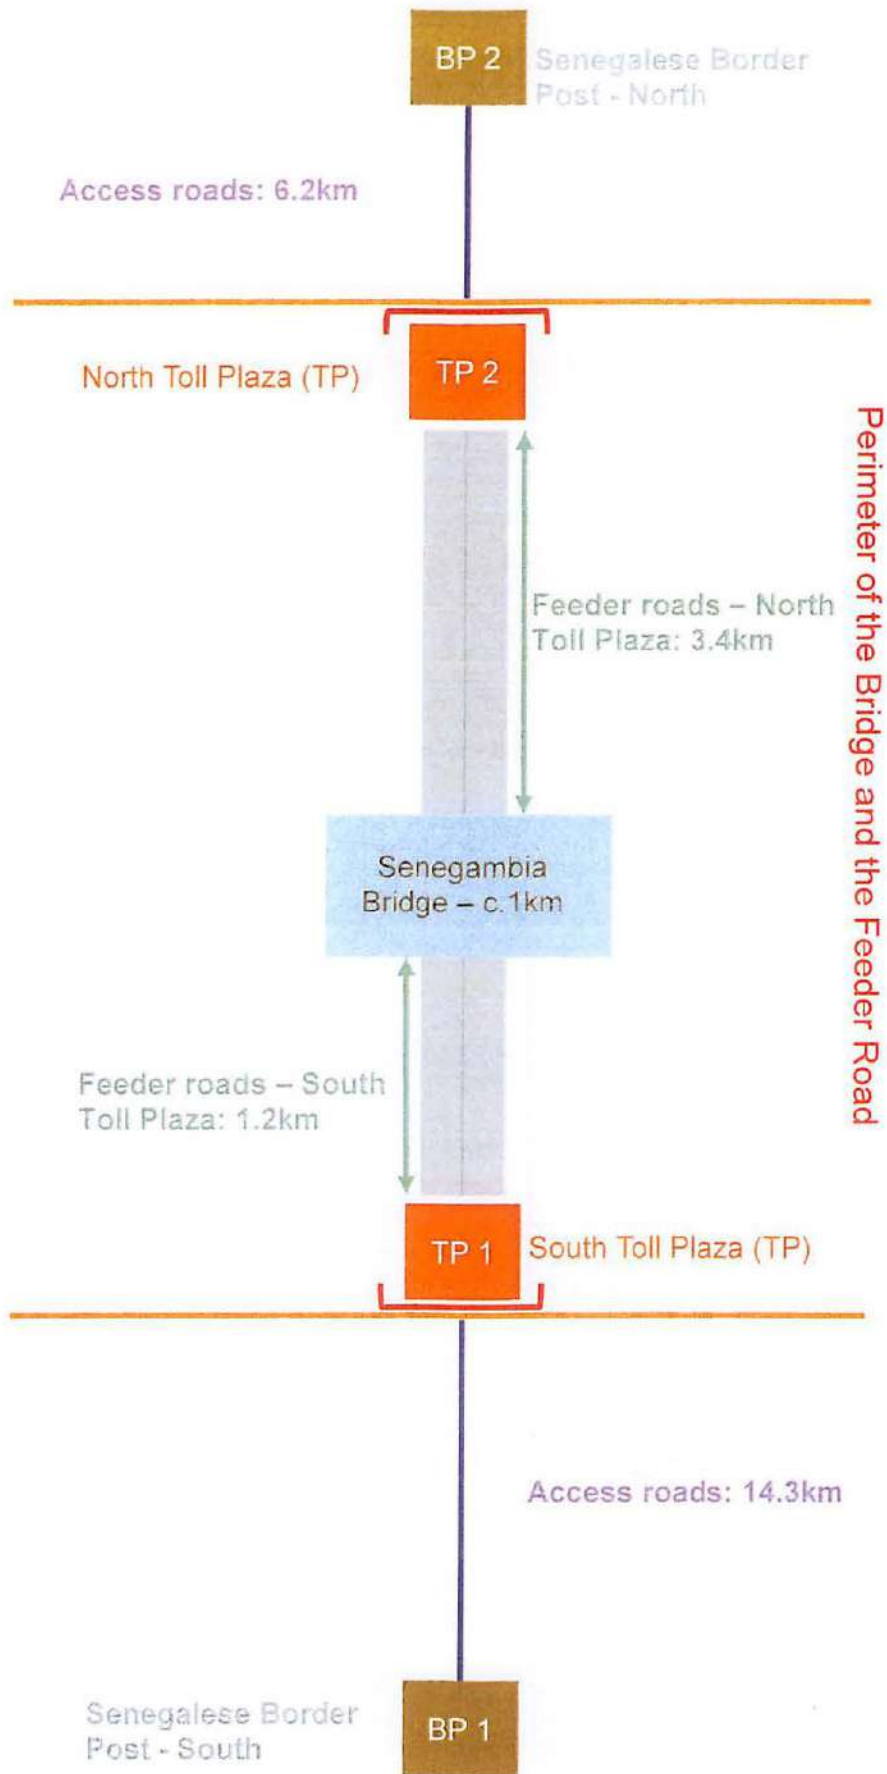 BP 2
Senegalese Border
Post - North
Access roads: 6.2km
North Toll Plaza (TP)
TP 2
Perimeter of the Bridge and the Feeder Road
Feeder roads – North
Toll Plaza: 3.4km
Senegambia
Bridge – c.1km
Feeder roads – South
Toll Plaza: 1.2km
TP 1
South Toll Plaza (TP)
Access roads: 14.3km
Senegalese Border
Post - South
BP 1